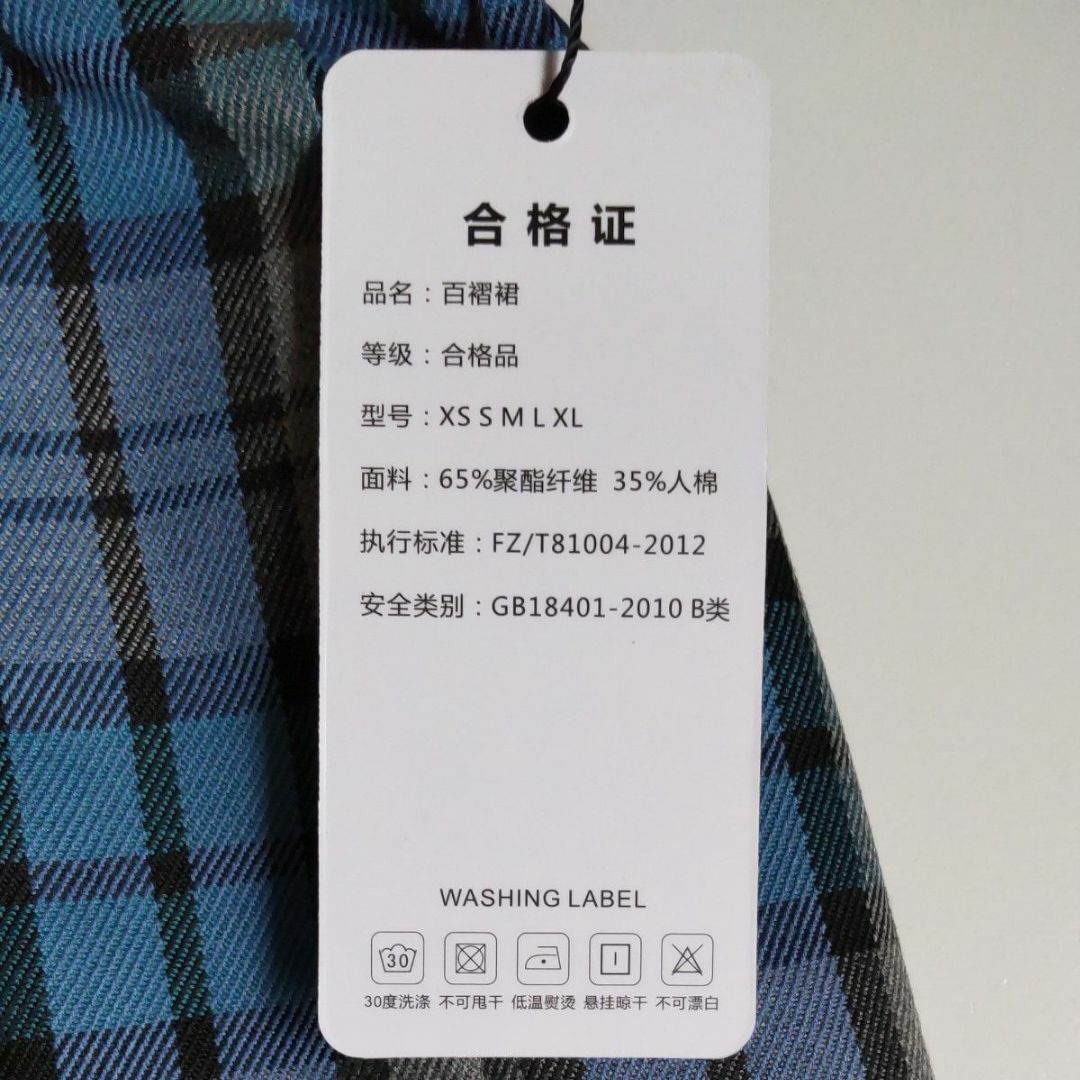 合格证
品名：百褶裙
等级：合格品
型号：XS S M L XL
面料：65%聚酯纤维 35%人棉
执行标准：FZ/T81004-2012
安全类别：GB18401-2010 B类
WASHING LABEL
30
30度洗涤 不可甩干 低温熨烫 悬挂晾干 不可漂白